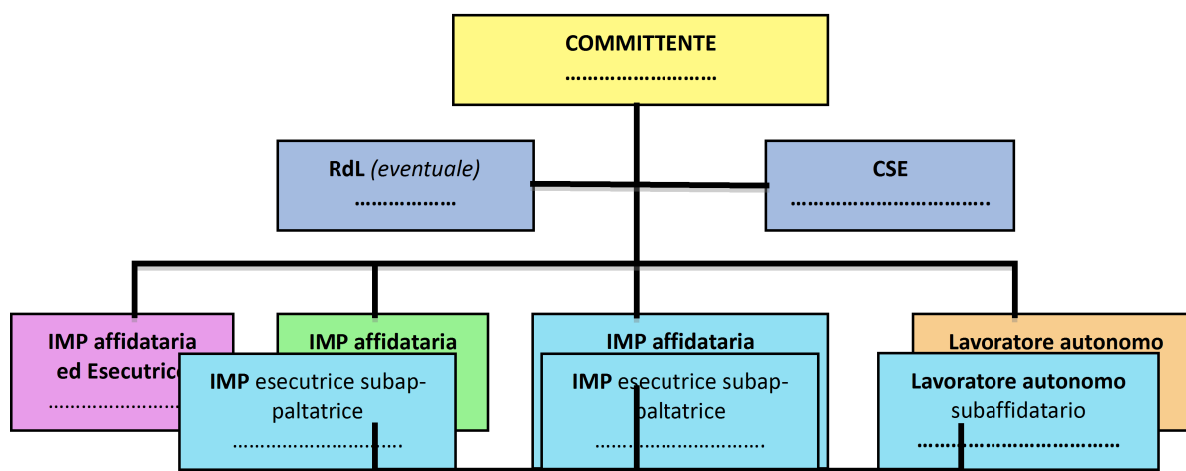 COMMITTENTE
……………………
RdL (eventuale)
………………
CSE
…………………………..
IMP affidataria
ed Esecutrice
……………………
IMP affidataria
IMP affidataria
Lavoratore autonomo
IMP esecutrice subap-
paltatrice
……………………….
IMP esecutrice subap-
paltatrice
……………………….
Lavoratore autonomo
subaffidatario
……………………………